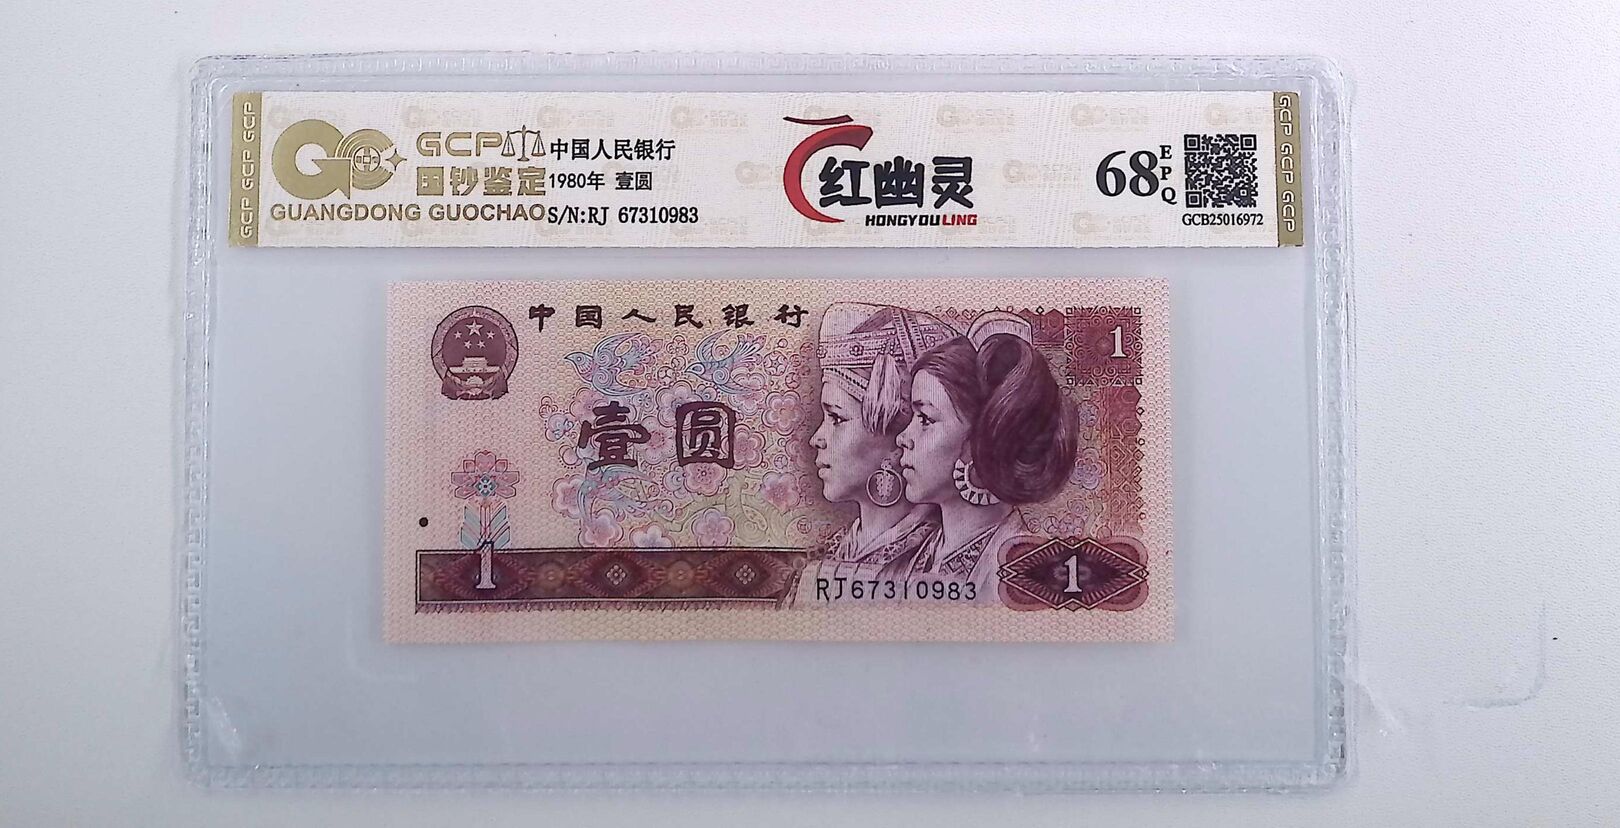 GCP GCP GCP
GCP
国钞鉴定
GUANGDONG GUOCHAO
中国人民银行
1980年 壹圆
S/N:RJ 67310983
红幽灵
HONGYOULING
68
EPQ
GCB25016972
GCP GCP GCP
中国人民银行
1
壹圆
1
RJ67310983
1